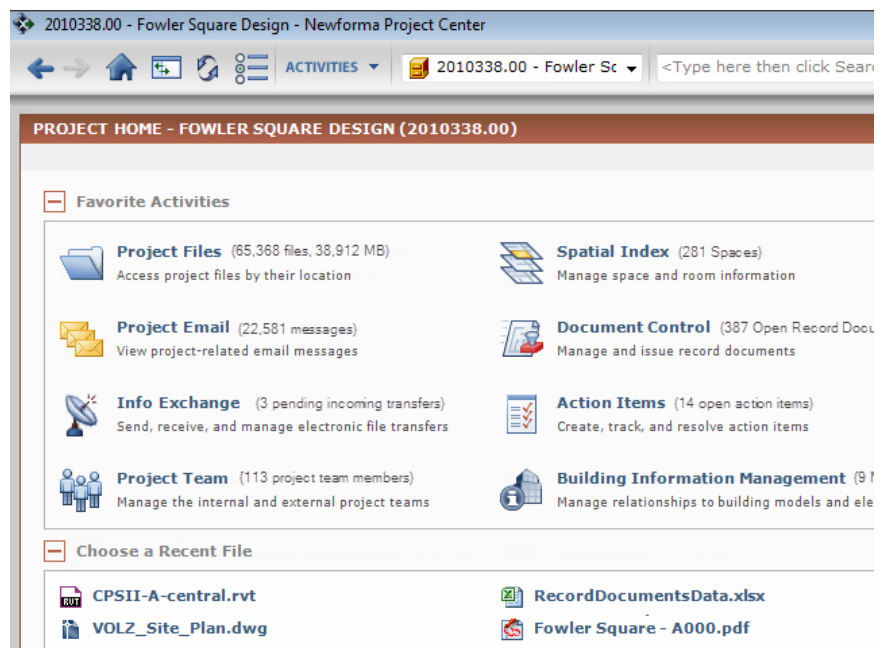 2010338.00 - Fowler Square Design - Newforma Project Center
ACTIVITIES
2010338.00 - Fowler Sc
<Type here then click Sear
PROJECT HOME - FOWLER SQUARE DESIGN (2010338.00)
Favorite Activities
Project Files (65,368 files, 38,912 MB)
Access project files by their location
Spatial Index (281 Spaces)
Manage space and room information
Project Email (22,581 messages)
View project-related email messages
Document Control (387 Open Record Docu
Manage and issue record documents
Info Exchange (3 pending incoming transfers)
Send, receive, and manage electronic file transfers
Action Items (14 open action items)
Create, track, and resolve action items
Project Team (113 project team members)
Manage the internal and external project teams
Building Information Management (9 M
Manage relationships to building models and ele
Choose a Recent File
RVT
CPSII-A-central.rvt
RecordDocumentsData.xlsx
VOLZ_Site_Plan.dwg
Fowler Square - A000.pdf